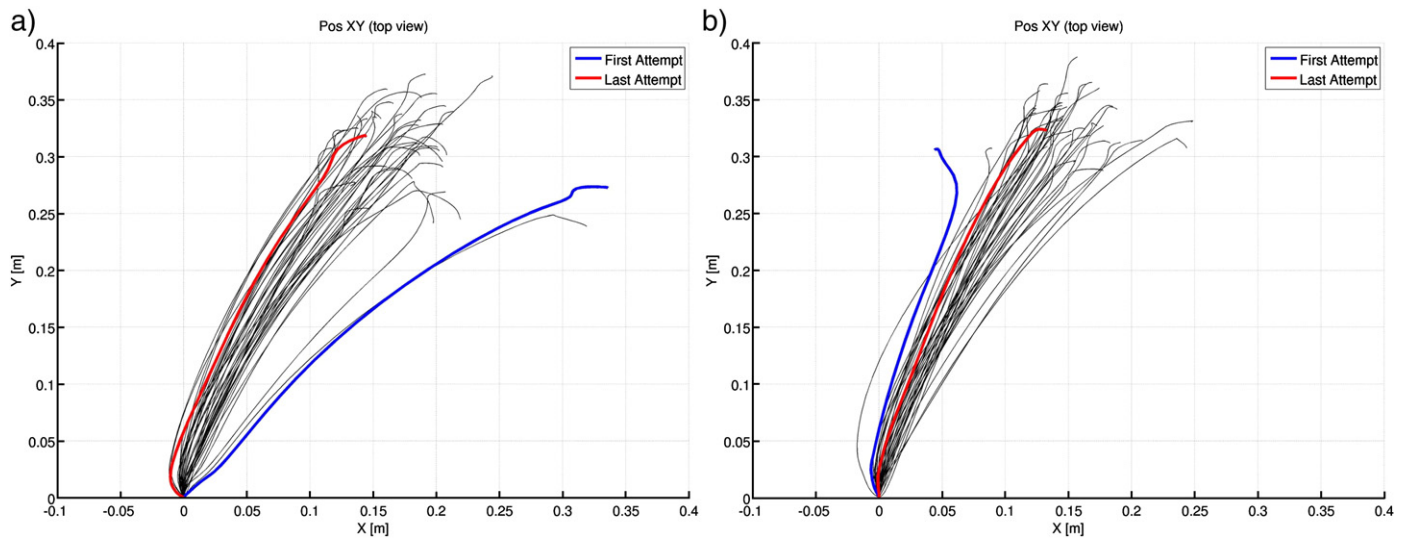 a)
Pos XY (top view)
First Attempt
Last Attempt
Y [m]
0.4
0.35
0.3
0.25
0.2
0.15
0.1
0.05
0
-0.1 -0.05 0 0.05 0.1 0.15 0.2 0.25 0.3 0.35 0.4
X [m]
b)
Pos XY (top view)
First Attempt
Last Attempt
Y [m]
0.4
0.35
0.3
0.25
0.2
0.15
0.1
0.05
0
-0.1 -0.05 0 0.05 0.1 0.15 0.2 0.25 0.3 0.35 0.4
X [m]